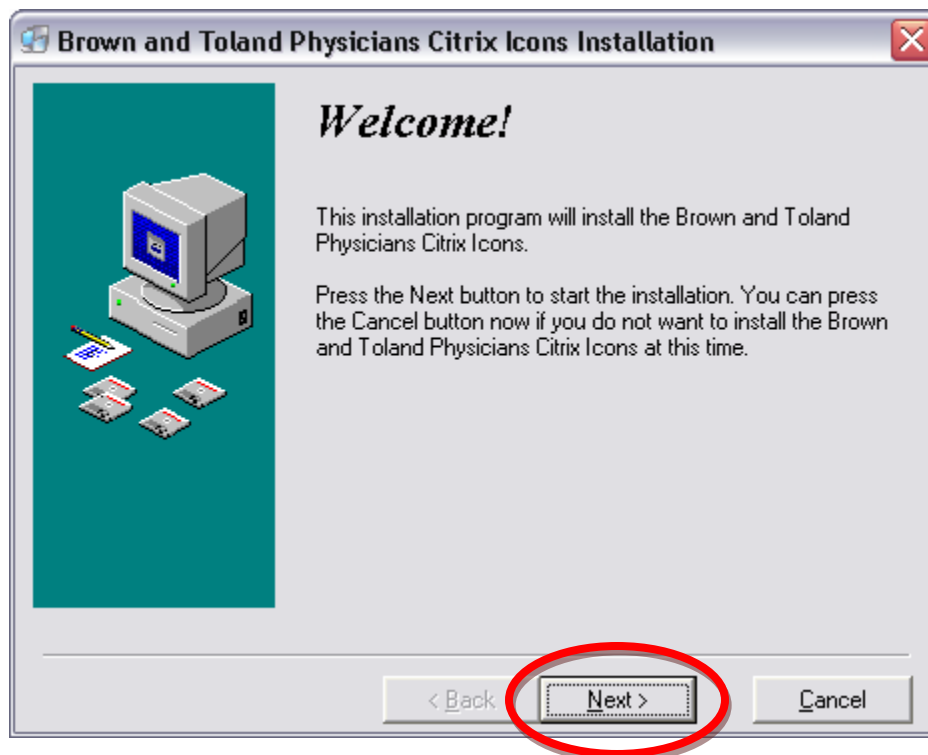 Brown and Toland Physicians Citrix Icons Installation
Welcome!
This installation program will install the Brown and Toland
Physicians Citrix Icons.
Press the Next button to start the installation. You can press
the Cancel button now if you do not want to install the Brown
and Toland Physicians Citrix Icons at this time.
< Back
Next >
Cancel